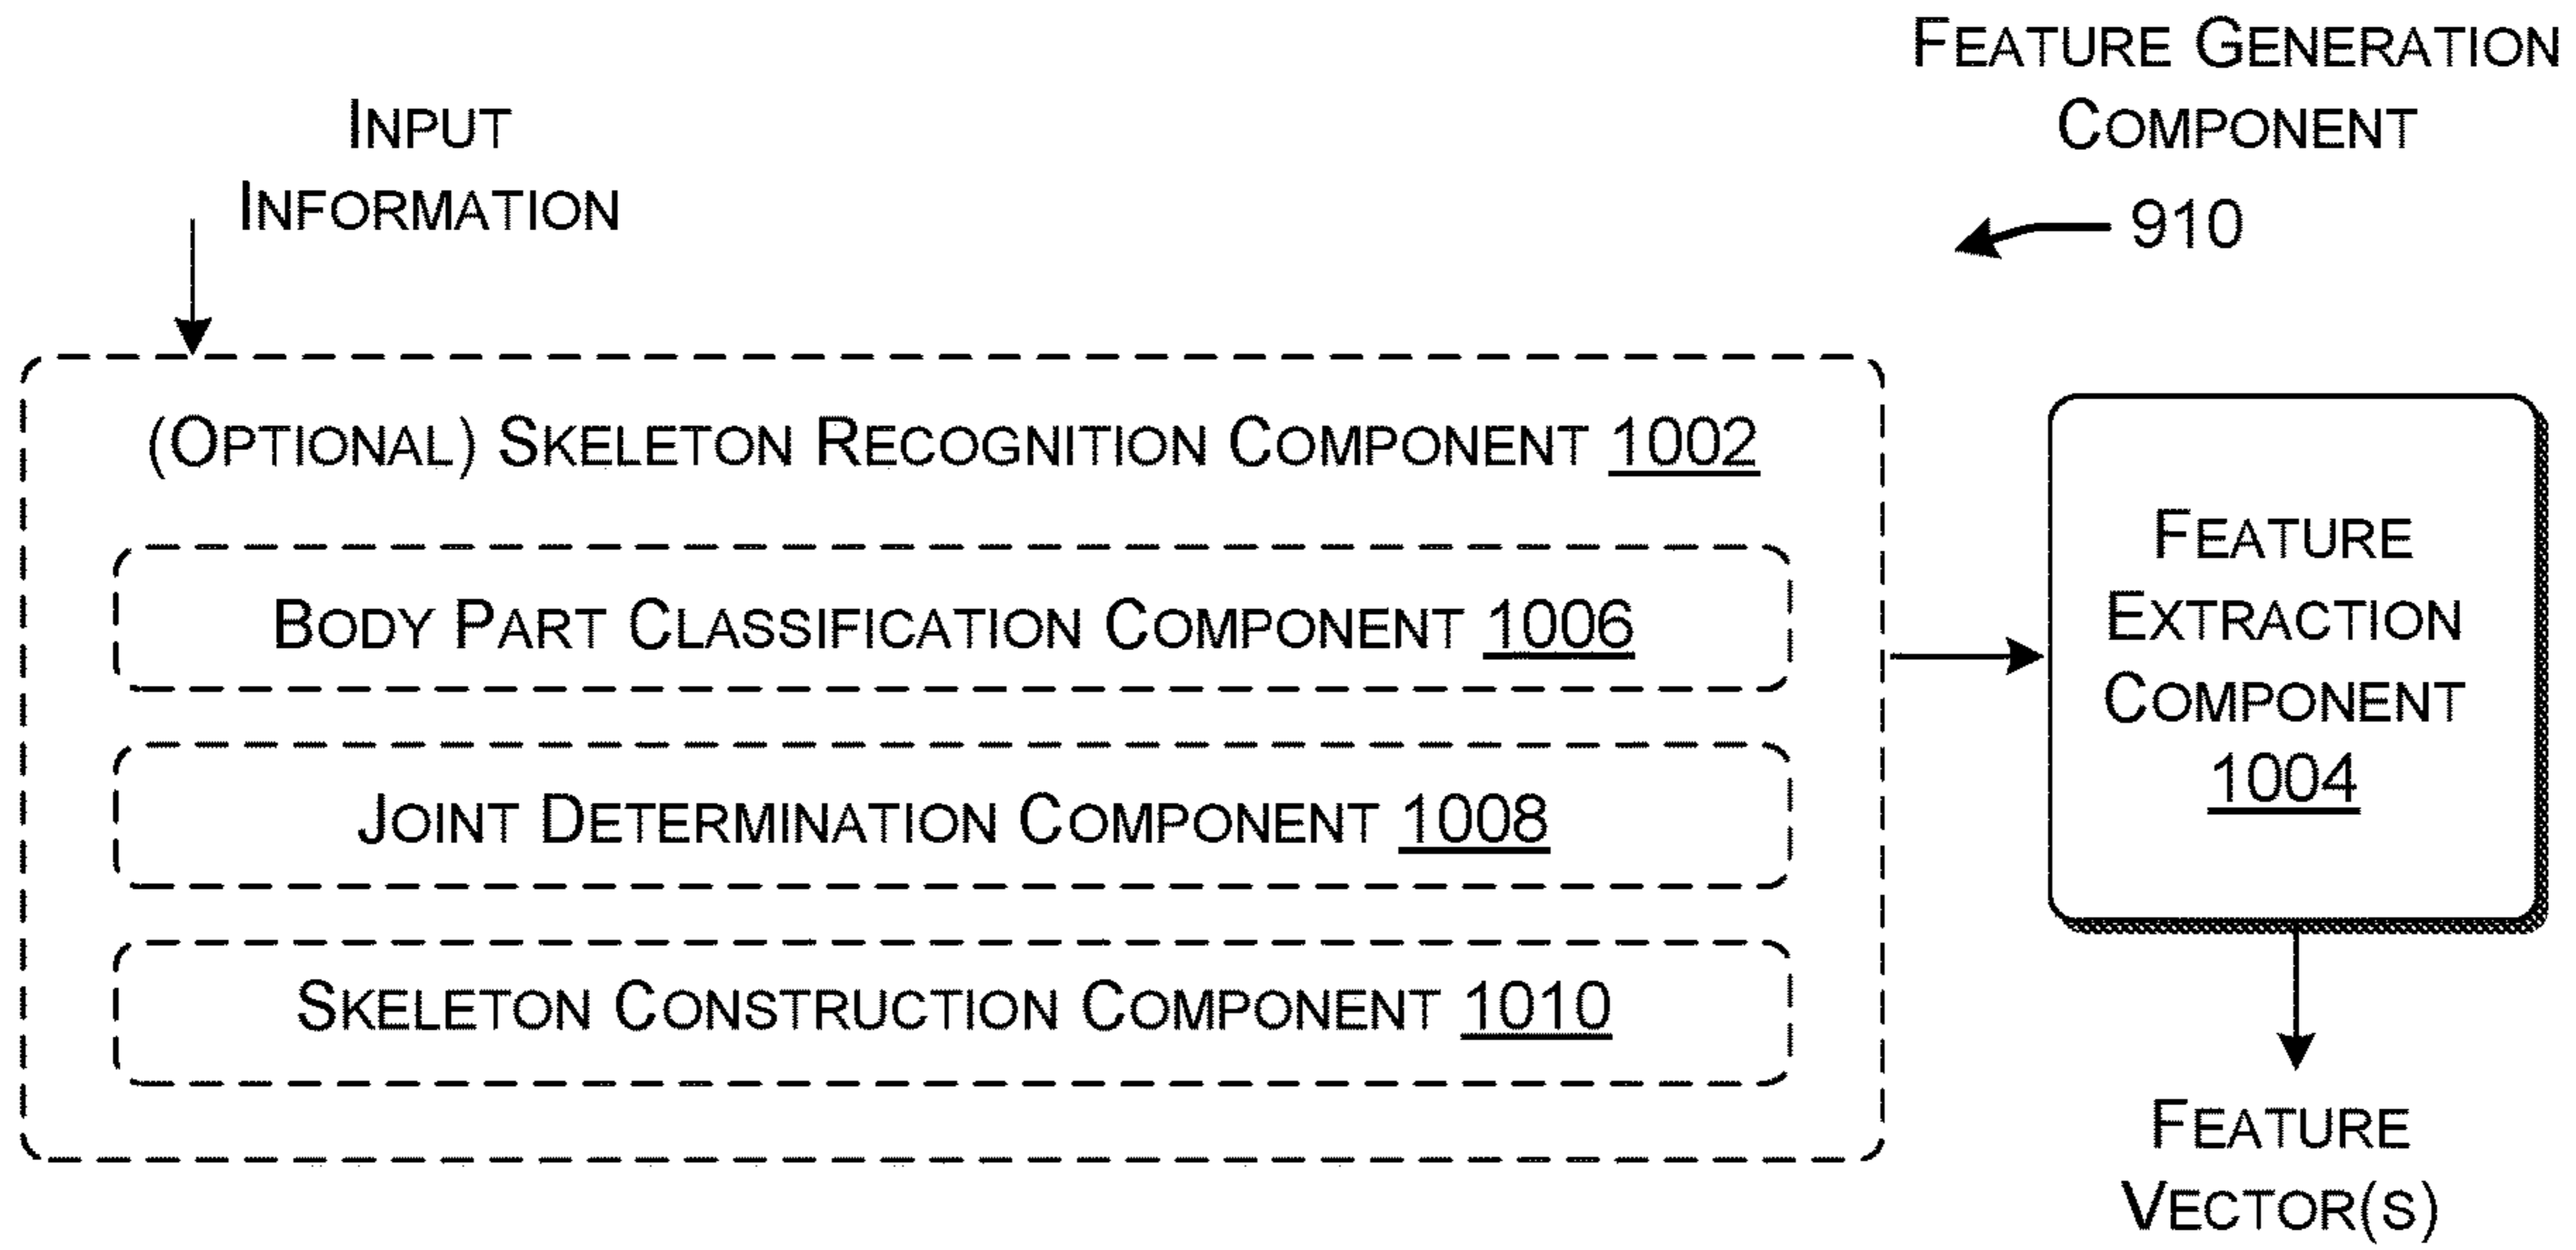 FEATURE GENERATION
COMPONENT
910
INPUT
INFORMATION
(OPTIONAL) SKELETON RECOGNITION COMPONENT 1002
BODY PART CLASSIFICATION COMPONENT 1006
JOINT DETERMINATION COMPONENT 1008
SKELETON CONSTRUCTION COMPONENT 1010
FEATURE
EXTRACTION
COMPONENT
1004
FEATURE
VECTOR(S)